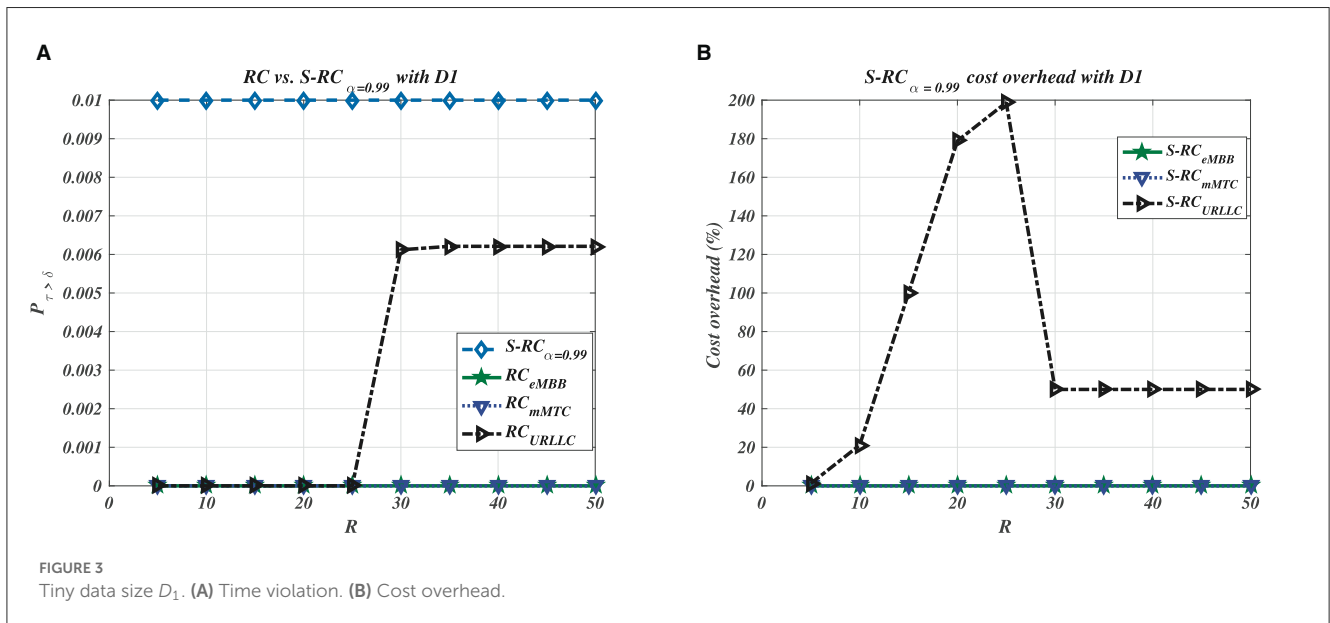 A
RC vs. S-RC α=0.99 with D1
0.01
0.009
0.008
0.007
0.006
0.005
0.004
0.003
0.002
0.001
0
P τ > δ
0 10 20 30 40 50
R
S-RC α=0.99
RC eMBB
RC mMTC
RC URLLC
B
S-RC α = 0.99 cost overhead with D1
200
180
160
140
120
100
80
60
40
20
0
Cost overhead (%)
0 10 20 30 40 50
R
S-RC eMBB
S-RC mMTC
S-RC URLLC
FIGURE 3
Tiny data size D1. (A) Time violation. (B) Cost overhead.